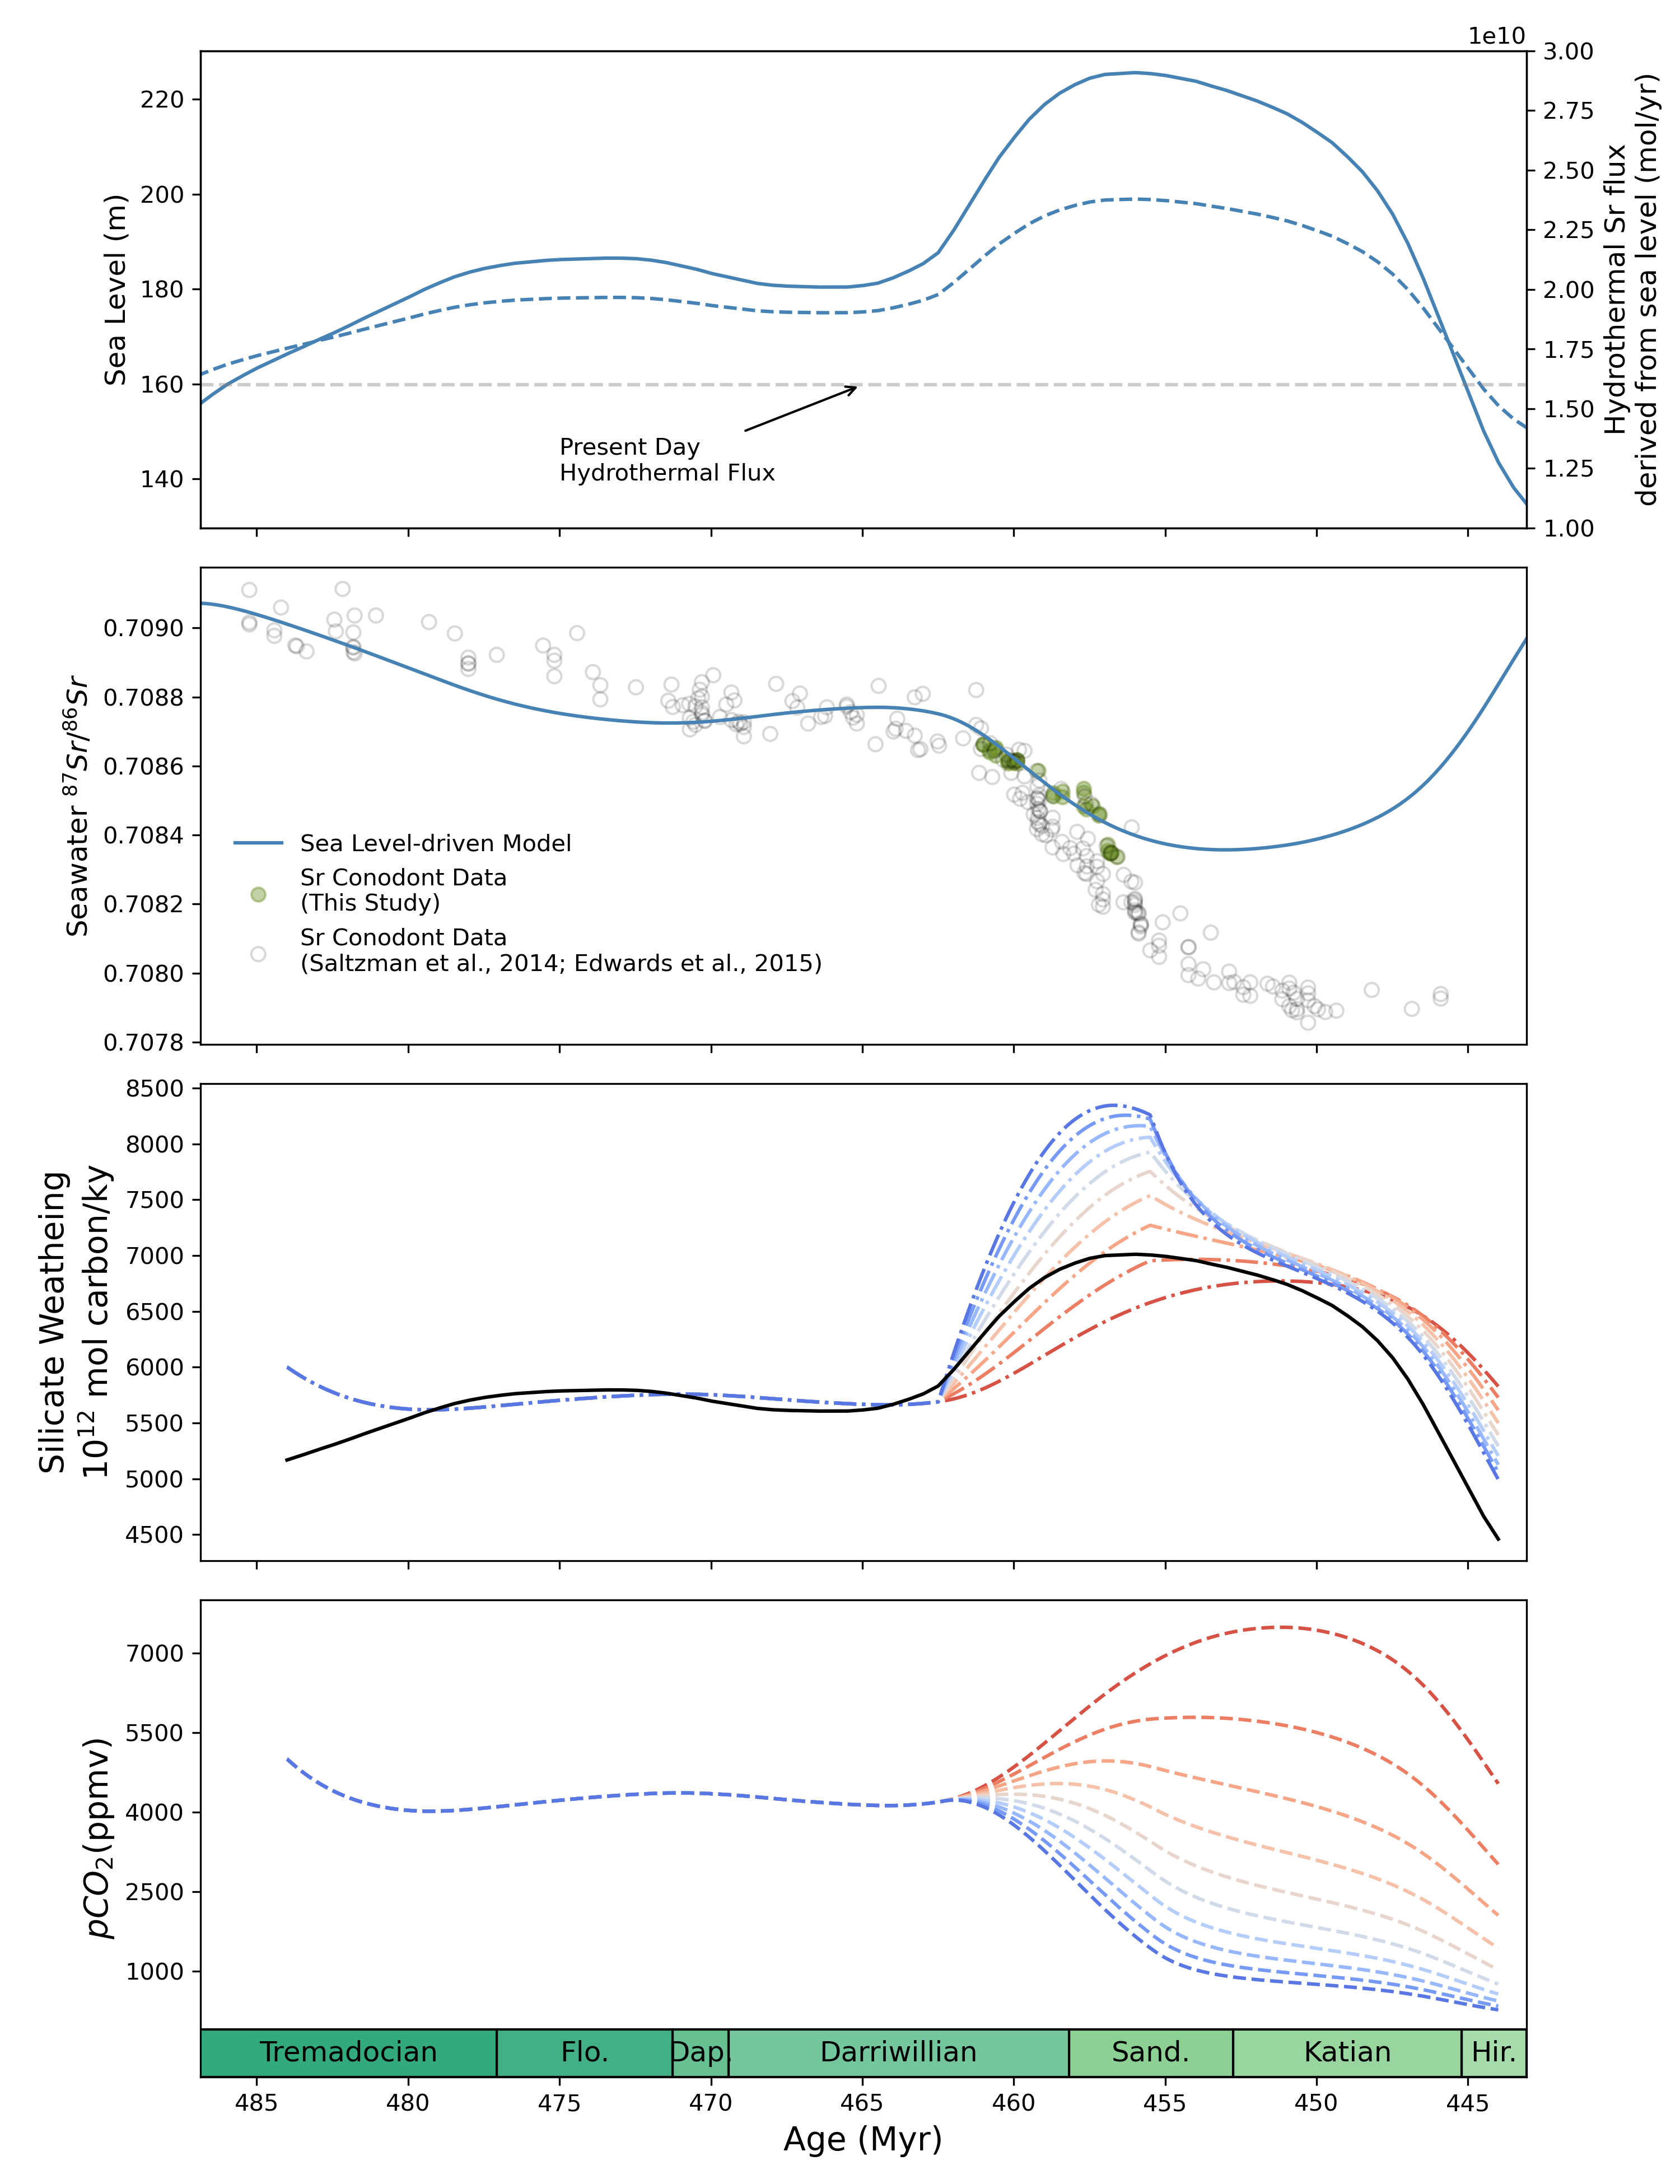 1e10
3.00
2.75
2.50
2.25
2.00
1.75
1.50
1.25
1.00
220
200
180
160
140
Sea Level (m)
Hydrothermal Sr flux
derived from sea level (mol/yr)
Present Day
Hydrothermal Flux
0.7090
0.7088
0.7086
0.7084
0.7082
0.7080
0.7078
Seawater ⁸⁷Sr/⁸⁶Sr
Sea Level-driven Model
Sr Conodont Data
(This Study)
Sr Conodont Data
(Saltzman et al., 2014; Edwards et al., 2015)
8500
8000
7500
7000
6500
6000
5500
5000
4500
Silicate Weatheing
10¹² mol carbon/ky
7000
5500
4000
2500
1000
pCO₂(ppmv)
Tremadocian Flo. Dap. Darriwillian Sand. Katian Hir.
485 480 475 470 465 460 455 450 445
Age (Myr)